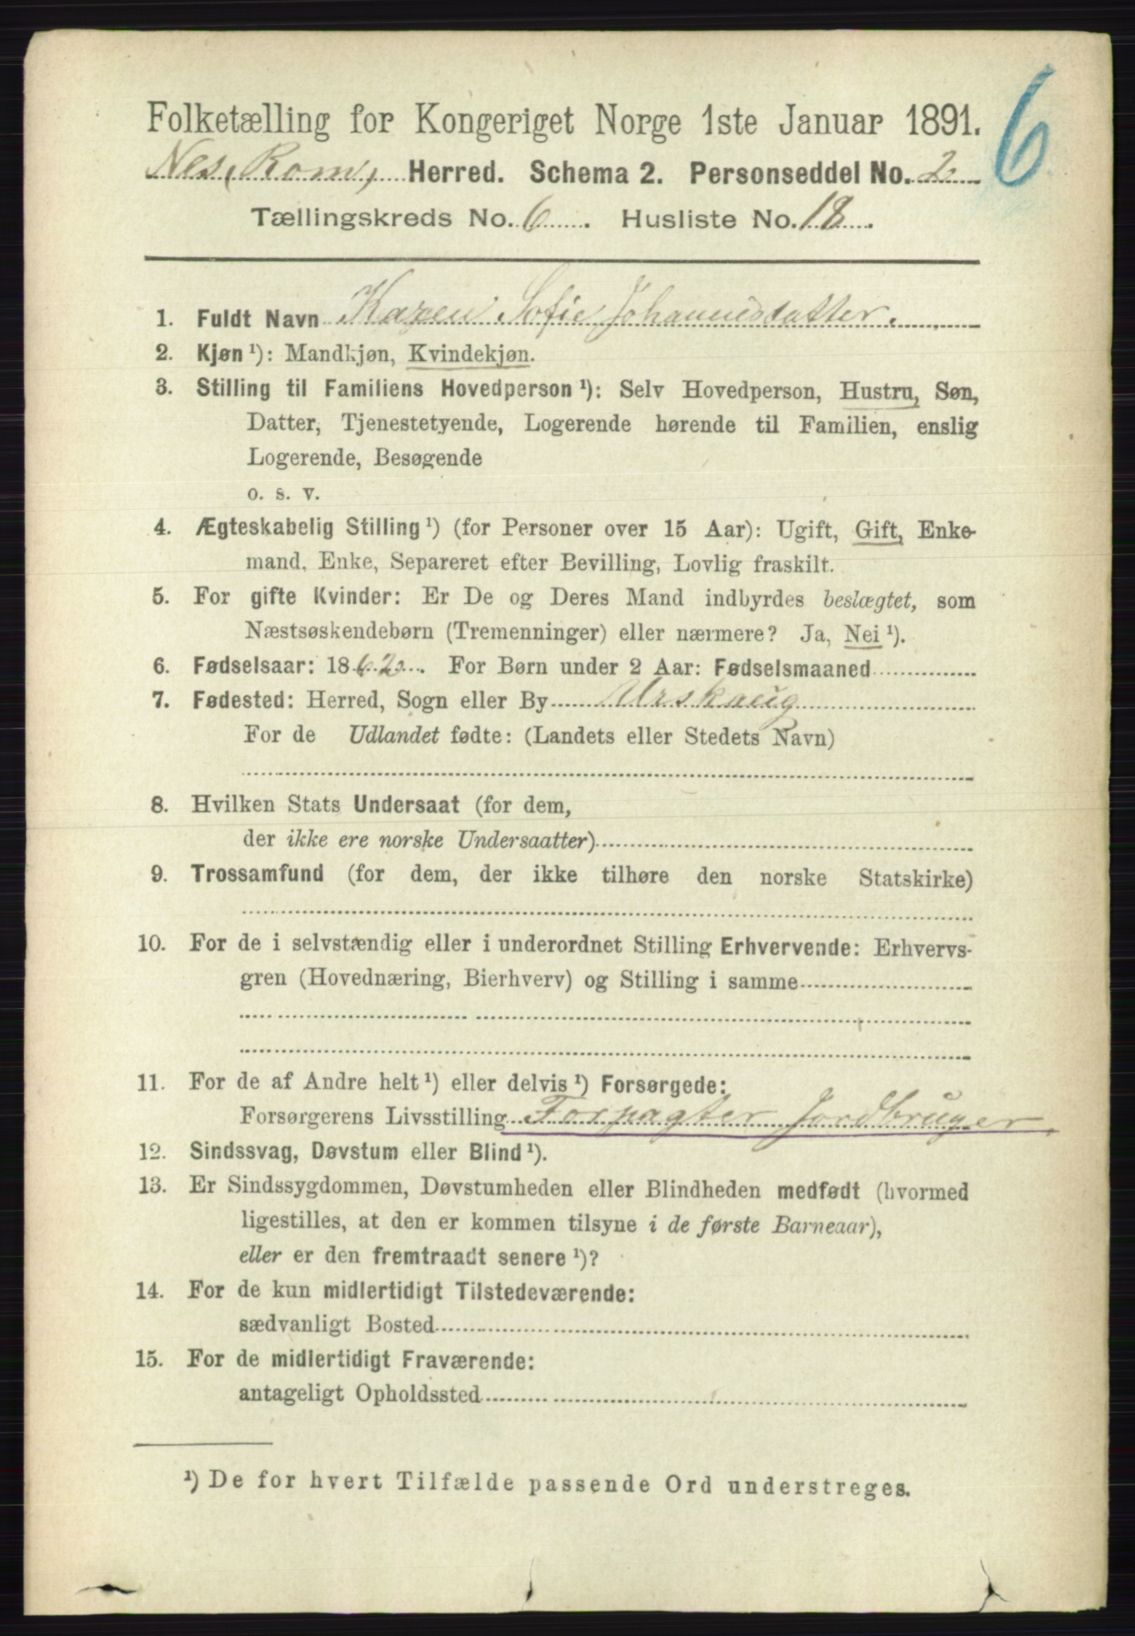 6
Folketælling for Kongeriget Norge 1ste Januar 1891.
Nes, Rom, Herred. Schema 2. Personseddel No. 2
Tællingskreds No. 6. Husliste No. 18.
1. Fuldt Navn Karen Sofie Johannesdatter.
2. Kjøn ¹): Mandkjøn, Kvindekjøn.
3. Stilling til Familiens Hovedperson ¹): Selv Hovedperson, Hustru, Søn,
Datter, Tjenestetyende, Logerende hørende til Familien, enslig
Logerende, Besøgende
o. s. v.
4. Ægteskabelig Stilling ¹) (for Personer over 15 Aar): Ugift, Gift, Enke-
mand, Enke, Separeret efter Bevilling, Lovlig fraskilt.
5. For gifte Kvinder: Er De og Deres Mand indbyrdes beslægtet, som
Næstsøskendebørn (Tremenninger) eller nærmere? Ja, Nei ¹).
6. Fødselsaar: 1862. For Børn under 2 Aar: Fødselsmaaned
7. Fødested: Herred, Sogn eller By Urskaug
For de Udlandet fødte: (Landets eller Stedets Navn)
8. Hvilken Stats Undersaat (for dem,
der ikke ere norske Undersaatter)
9. Trossamfund (for dem, der ikke tilhøre den norske Statskirke)
10. For de i selvstændig eller i underordnet Stilling Erhvervende: Erhvervs-
gren (Hovednæring, Bierhverv) og Stilling i samme
11. For de af Andre helt ¹) eller delvis ¹) Forsørgede:
Forsørgerens Livsstilling Forpagter Jordbruger.
12. Sindssvag, Døvstum eller Blind ¹).
13. Er Sindssygdommen, Døvstumheden eller Blindheden medfødt (hvormed
ligestilles, at den er kommen tilsyne i de første Barneaar),
eller er den fremtraadt senere ¹)?
14. For de kun midlertidigt Tilstedeværende:
sædvanligt Bosted
15. For de midlertidigt Fraværende:
antageligt Opholdssted
¹) De for hvert Tilfælde passende Ord understreges.